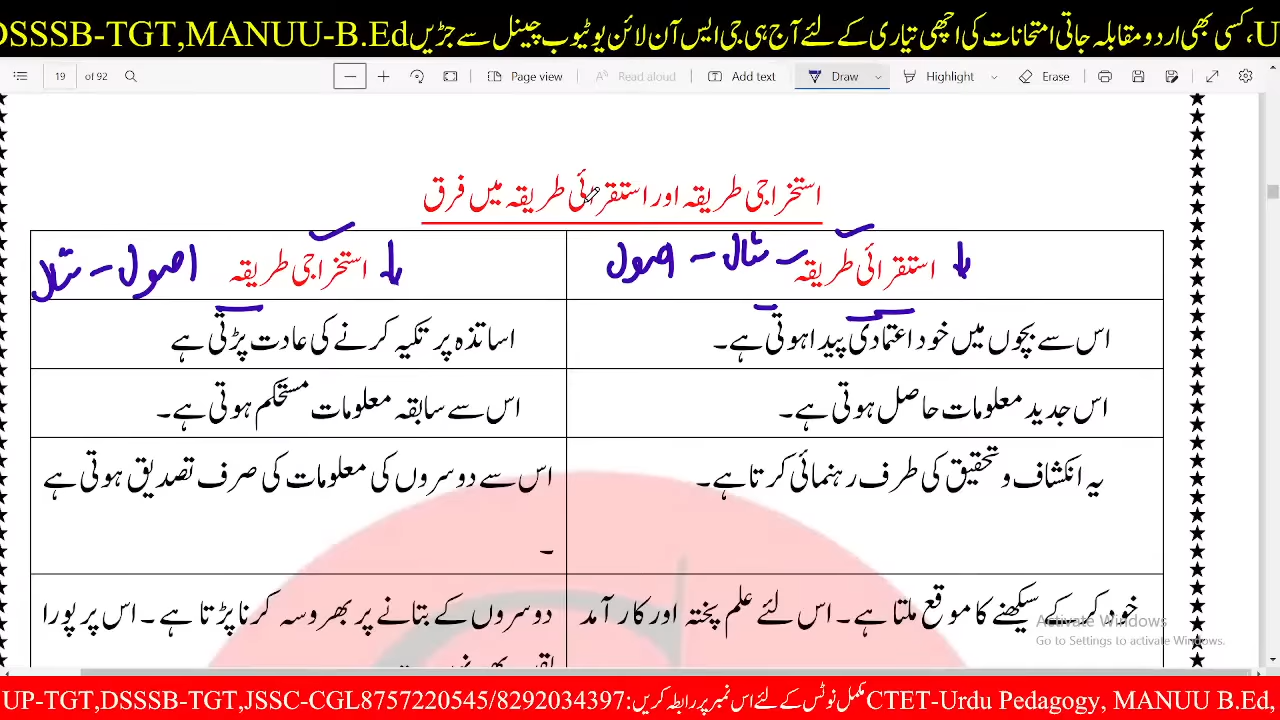 U،کسی بھی اردو مقابلہ جاتی امتحانات کی اچھی تیاری کے لئے آج ہی جی ایس آن لائن یوٹیوب چینل سے جڑیں DSSSB-TGT,MANUU-B.Ed
19 of 92 Page view Read aloud Add text Draw Highlight Erase
استخراجی طریقہ اور استقرائی طریقہ میں فرق
استقرائی طریقہ - مثال - اصول
استخراجی طریقہ اصول - مثال
اس سے بچوں میں خود اعتمادی پیدا ہوتی ہے۔
اساتذہ پر تکیہ کرنے کی عادت پڑتی ہے
اس جدید معلومات حاصل ہوتی ہے۔
اس سے سابقہ معلومات مستحکم ہوتی ہے۔
یہ انکشاف و تحقیق کی طرف رہنمائی کرتا ہے۔
اس سے دوسروں کی معلومات کی صرف تصدیق ہوتی ہے
۔
خود کر کے سیکھنے کا موقع ملتا ہے۔ اس لئے علم پختہ اور کار آمد
دوسروں کے بتانے پر بھروسہ کرنا پڑتا ہے۔ اس پر پورا
Activate Windows
Go to Settings to activate Windows.
UP-TGT,DSSSB-TGT,JSSC-CGL8757220545/8292034397:مکمل نوٹس کے لئے اس نمبر پر رابطہ کریں CTET-Urdu Pedagogy, MANUU B.Ed,